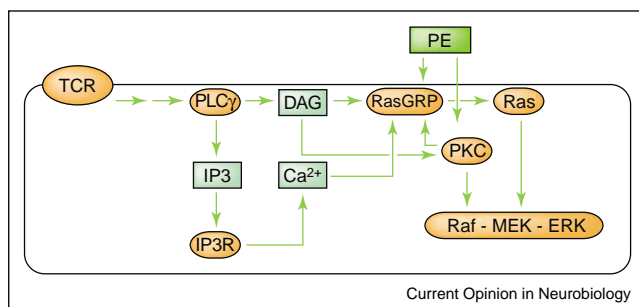 PE
TCR
PLCγ
DAG
RasGRP
Ras
PKC
IP3
Ca²⁺
IP3R
Raf - MEK - ERK
Current Opinion in Neurobiology